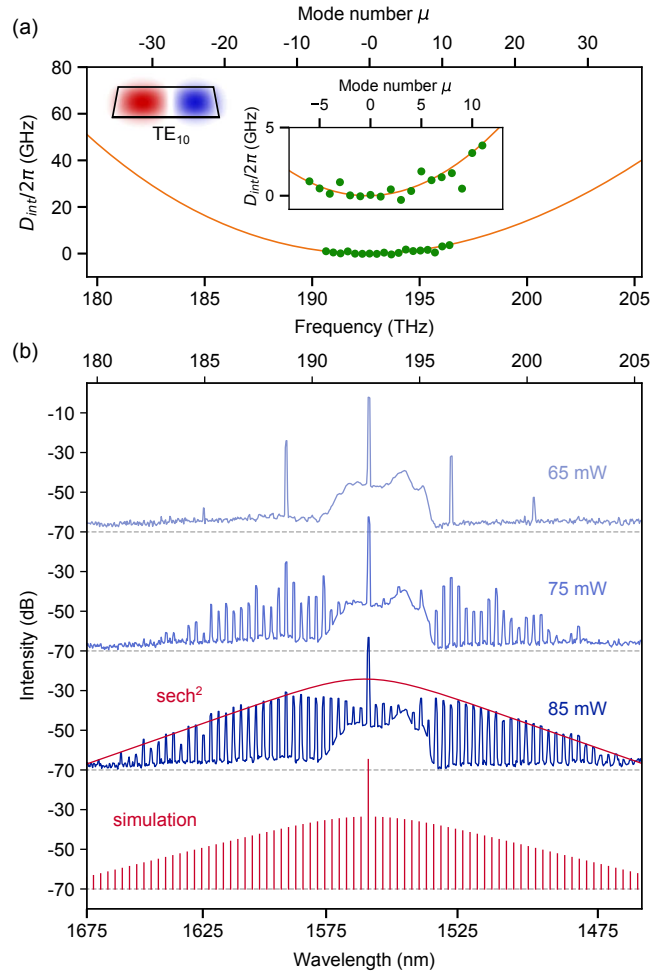 (a)
Mode number μ
-30 -20 -10 0 10 20 30
80
60
40
20
0
D_int/2π (GHz)
TE₁₀
Mode number μ
−5 0 5 10
5
0
D_int/2π (GHz)
180 185 190 195 200 205
Frequency (THz)
(b)
180 185 190 195 200 205
Intensity (dB)
-10
-30
-50
-70
65 mW
-30
-50
-70
75 mW
-30
-50
-70
sech²
85 mW
-30
-50
-70
simulation
1675 1625 1575 1525 1475
Wavelength (nm)